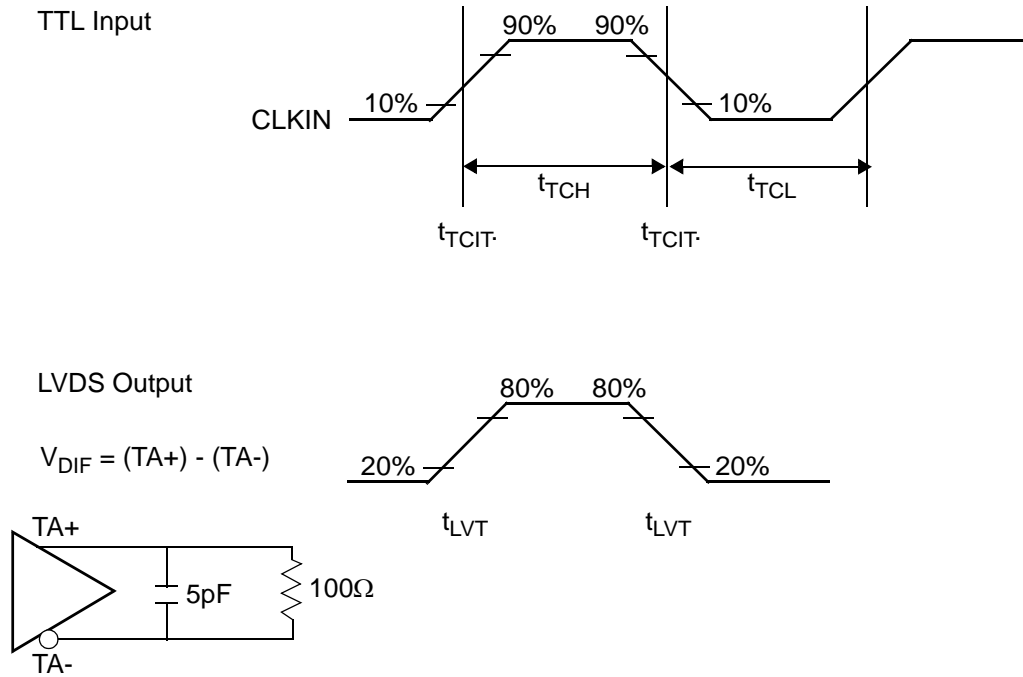 TTL Input
90% 90%
10% 10%
CLKIN
tTCH tTCL
tTCIT. tTCIT.
LVDS Output
80% 80%
VDIF = (TA+) - (TA-)
20% 20%
tLVT tLVT
TA+
5pF 100Ω
TA-